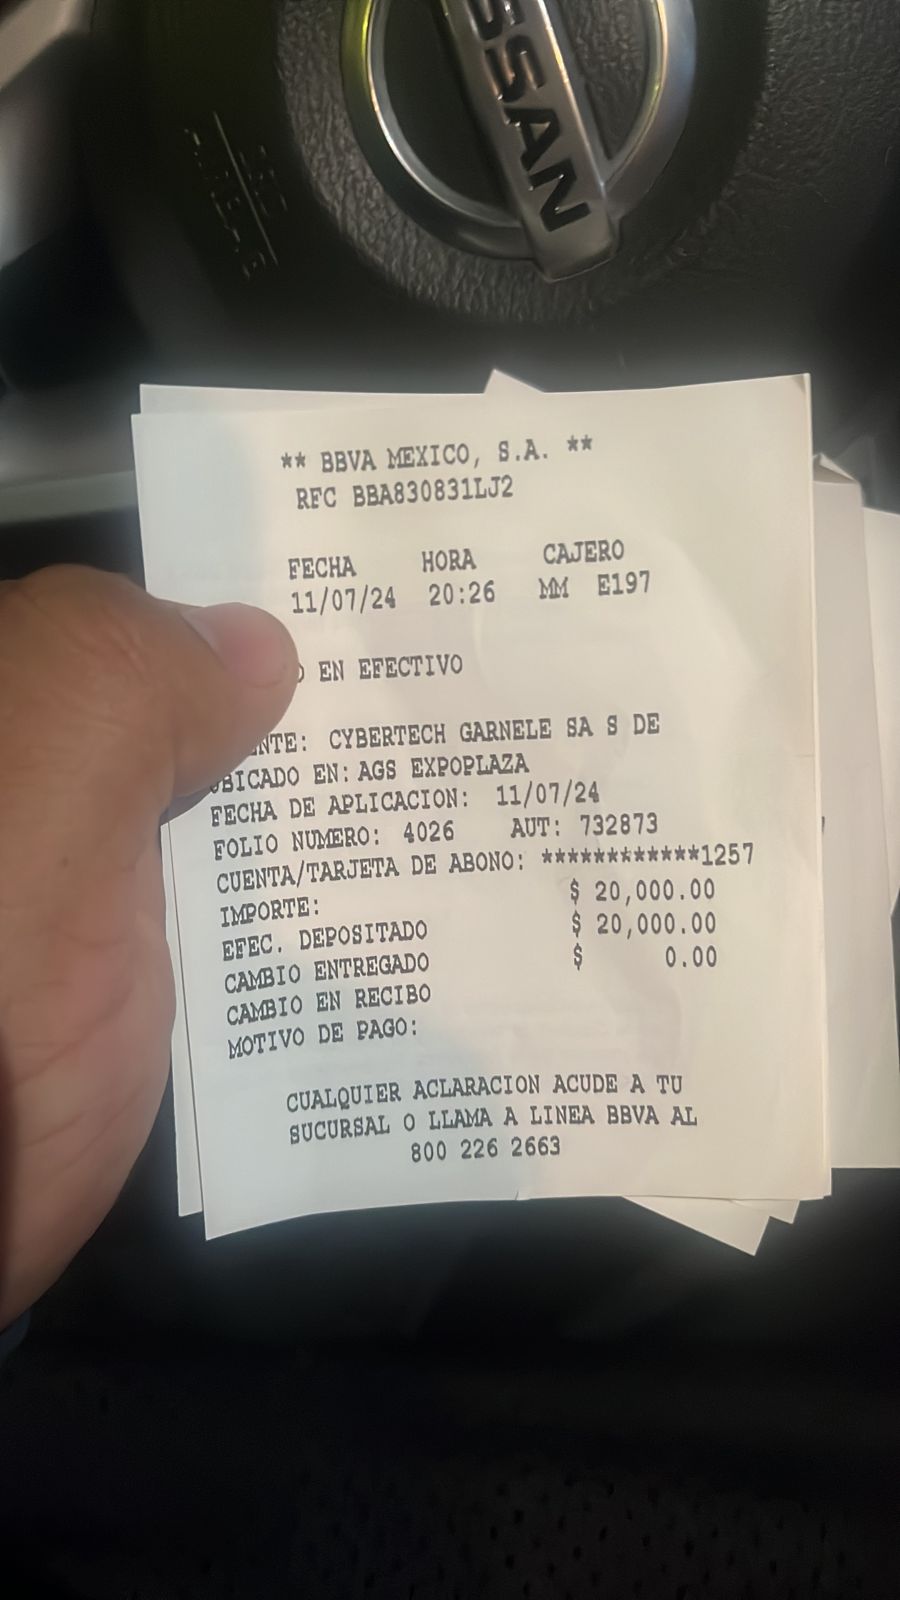 SSAN
** BBVA MEXICO, S.A. **
RFC BBA830831LJ2
FECHA HORA CAJERO
11/07/24 20:26 MM E197
EN EFECTIVO
CYBERTECH GARNELE SA S DE
UBICADO EN: AGS EXPOPLAZA
FECHA DE APLICACION: 11/07/24
FOLIO NUMERO: 4026 AUT: 732873
CUENTA/TARJETA DE ABONO: ************1257
IMPORTE: $ 20,000.00
EFEC. DEPOSITADO $ 20,000.00
CAMBIO ENTREGADO $ 0.00
CAMBIO EN RECIBO
MOTIVO DE PAGO:
CUALQUIER ACLARACION ACUDE A TU
SUCURSAL O LLAMA A LINEA BBVA AL
800 226 2663